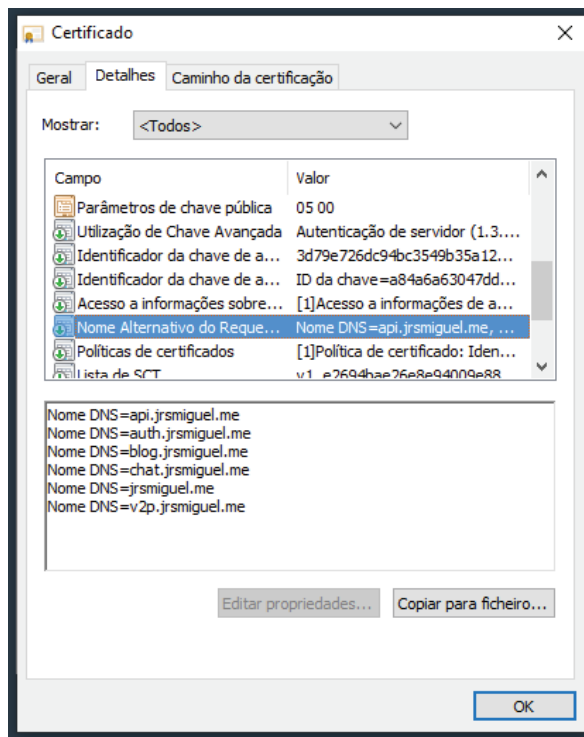 Certificado
Geral Detalhes Caminho da certificação
Mostrar: <Todos>
Campo Valor
Parâmetros de chave pública 05 00
Utilização de Chave Avançada Autenticação de servidor (1.3....
Identificador da chave de a... 3d79e726dc94bc3549b35a12...
Identificador da chave de a... ID da chave=a84a6a63047dd...
Acesso a informações sobre... [1]Acesso a informações de a...
Nome Alternativo do Reque... Nome DNS=api.jrsmiguel.me, ...
Políticas de certificados [1]Política de certificado: Iden...
Lista de SCT v1, e2694bae26e8e94009e88
Nome DNS=api.jrsmiguel.me
Nome DNS=auth.jrsmiguel.me
Nome DNS=blog.jrsmiguel.me
Nome DNS=chat.jrsmiguel.me
Nome DNS=jrsmiguel.me
Nome DNS=v2p.jrsmiguel.me
Editar propriedades... Copiar para ficheiro...
OK